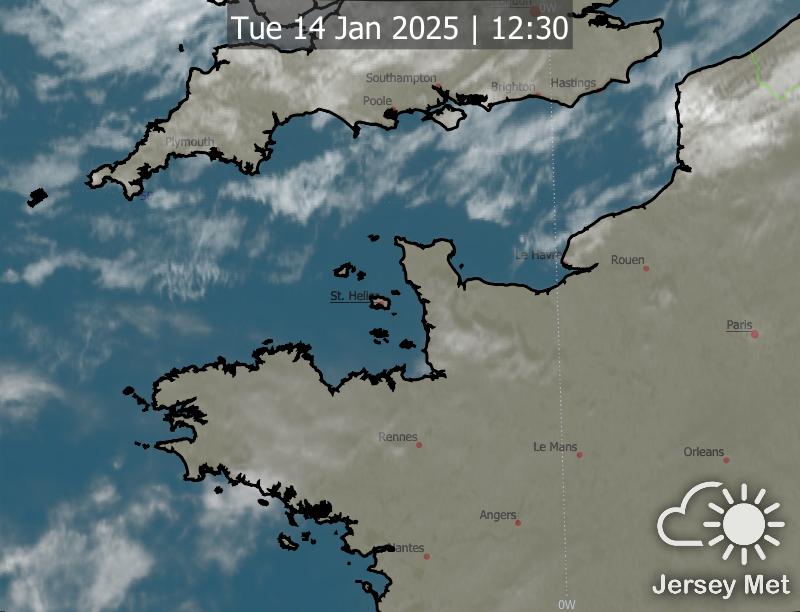 London
0W
Tue 14 Jan 2025 | 12:30
Southampton
Brighton
Hastings
Poole
Plymouth
Le Havre
Rouen
St. Helier
Paris
Rennes
Le Mans
Orleans
Angers
Nantes
Jersey Met
0W